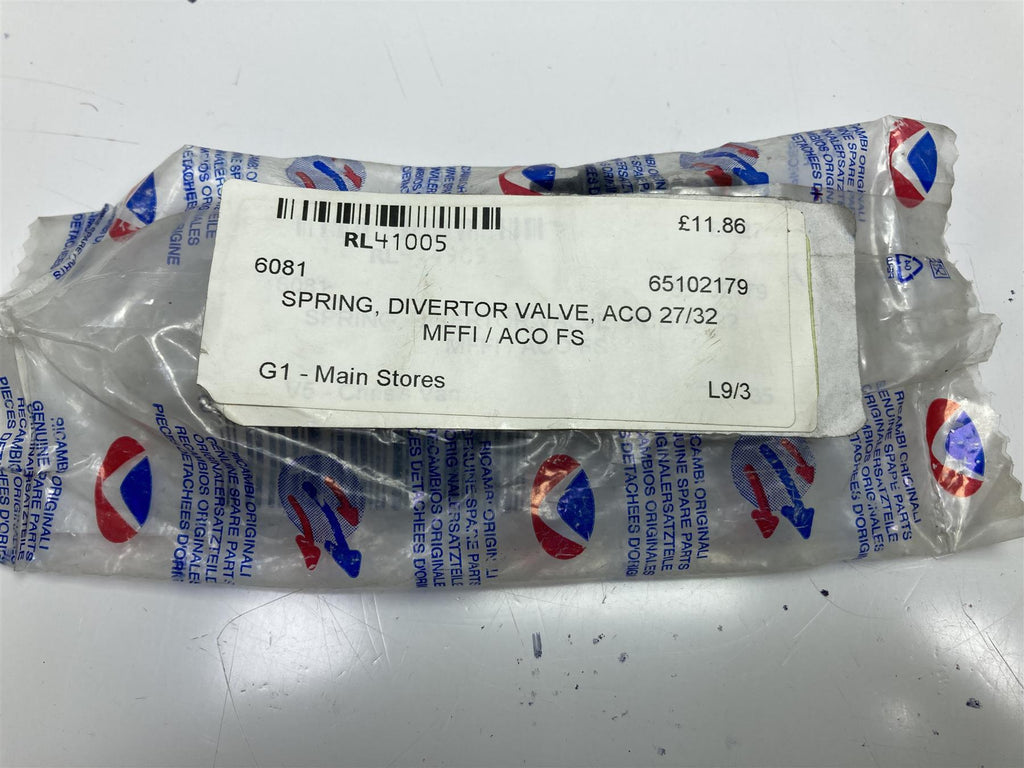 RL41005
£11.86
6081
65102179
SPRING, DIVERTOR VALVE, ACO 27/32
MFFI / ACO FS
G1 - Main Stores
L9/3
RICAMBI ORIGINALI
GENUINE SPARE PARTS
ORIGINALERSATZTEILE
RECAMBIOS ORIGINALES
PIECES DETACHEES D'ORIGINE